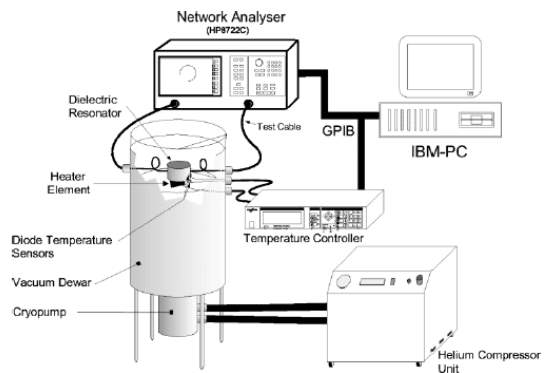 Network Analyser
(HP8722C)
Dielectric
Resonator
Test Cable
GPIB
IBM-PC
Heater
Element
Temperature Controller
Diode Temperature
Sensors
Vacuum Dewar
Cryopump
Helium Compressor
Unit